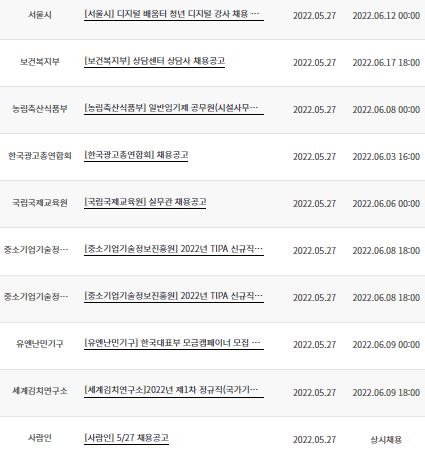 서울시 [서울시] 디지털 배움터 청년 디지털 강사 채용 ··· 2022.05.27 2022.06.12 00:00
보건복지부 [보건복지부] 상담센터 상담사 채용공고 2022.05.27 2022.06.17 18:00
농림축산식품부 [농림축산식품부] 일반임기제 공무원(시설사무··· 2022.05.27 2022.06.08 00:00
한국광고총연합회 [한국광고총연합회] 채용공고 2022.05.27 2022.06.03 16:00
국립국제교육원 [국립국제교육원] 실무관 채용공고 2022.05.27 2022.06.06 00:00
중소기업기술정··· [중소기업기술정보진흥원] 2022년 TIPA 신규직··· 2022.05.27 2022.06.08 18:00
중소기업기술정··· [중소기업기술정보진흥원] 2022년 TIPA 신규직··· 2022.05.27 2022.06.08 18:00
유엔난민기구 [유엔난민기구] 한국대표부 모금캠페이너 모집 ··· 2022.05.27 2022.06.09 00:00
세계김치연구소 [세계김치연구소]2022년 제1차 정규직(국가기··· 2022.05.27 2022.06.09 18:00
사람인 [사람인] 5/27 채용공고 2022.05.27 상시채용